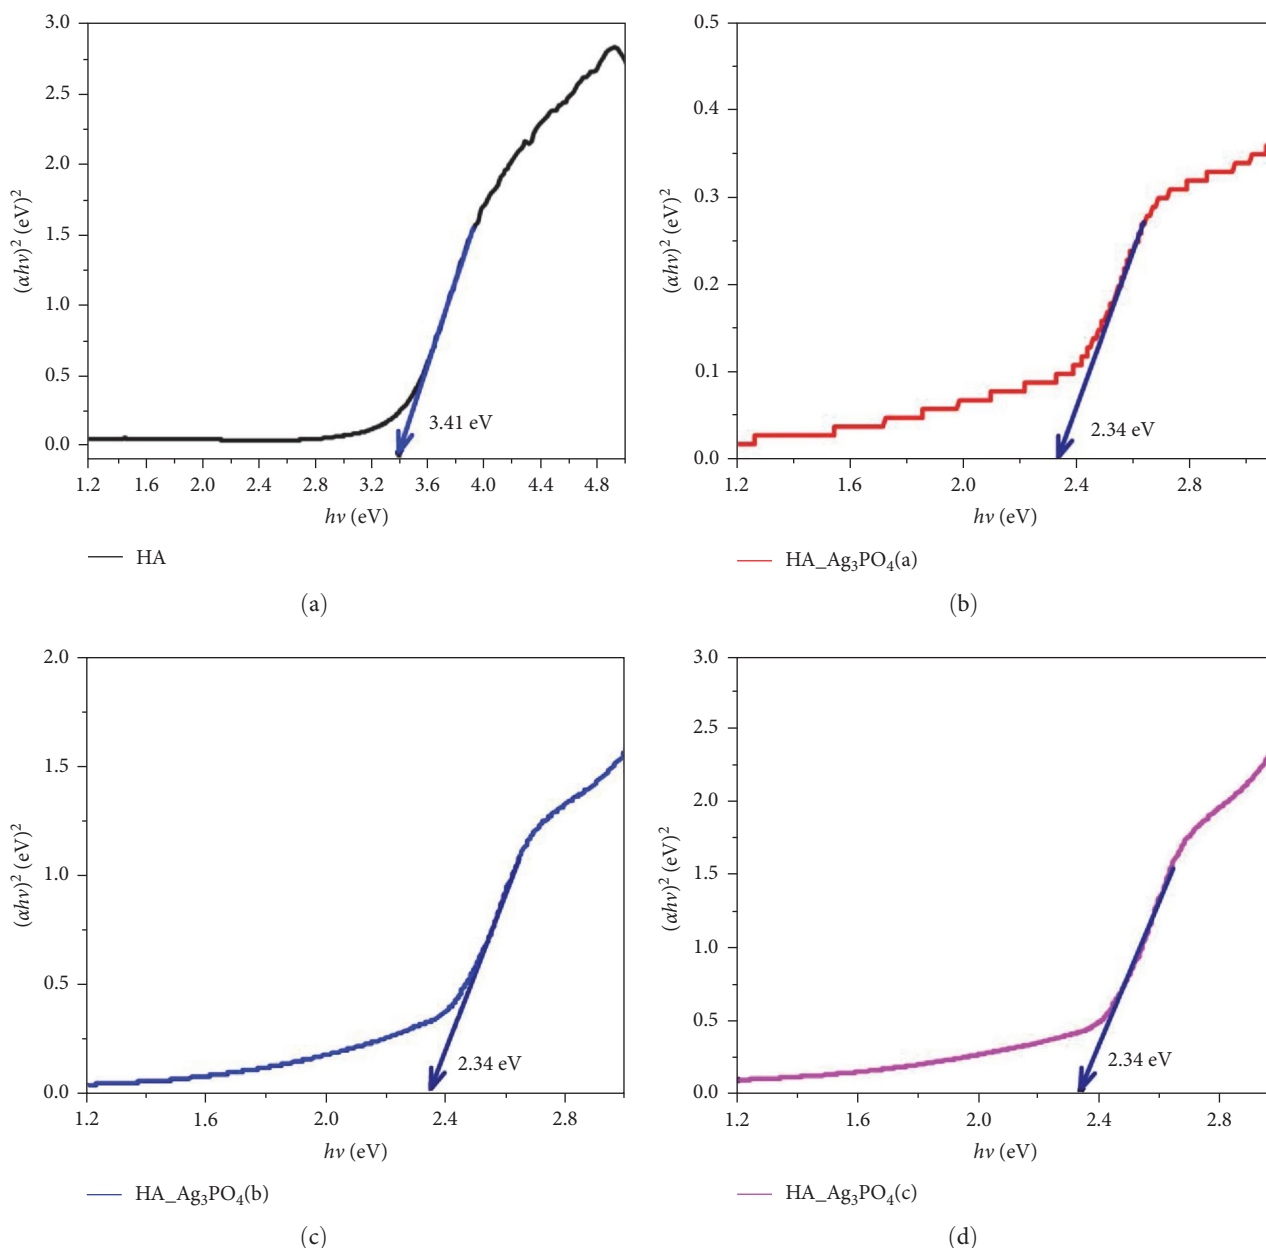 3.0
2.5
2.0
1.5
1.0
0.5
0.0
(αhν)² (eV)²
3.41 eV
1.2 1.6 2.0 2.4 2.8 3.2 3.6 4.0 4.4 4.8
hν (eV)
HA
(a)
0.5
0.4
0.3
0.2
0.1
0.0
(αhν)² (eV)²
2.34 eV
1.2 1.6 2.0 2.4 2.8
hν (eV)
HA_Ag₃PO₄(a)
(b)
2.0
1.5
1.0
0.5
0.0
(αhν)² (eV)²
2.34 eV
1.2 1.6 2.0 2.4 2.8
hν (eV)
HA_Ag₃PO₄(b)
(c)
3.0
2.5
2.0
1.5
1.0
0.5
0.0
(αhν)² (eV)²
2.34 eV
1.2 1.6 2.0 2.4 2.8
hν (eV)
HA_Ag₃PO₄(c)
(d)